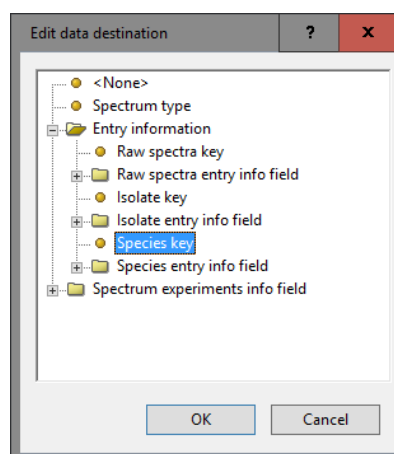 Edit data destination
? x
<None>
Spectrum type
Entry information
Raw spectra key
Raw spectra entry info field
Isolate key
Isolate entry info field
Species key
Species entry info field
Spectrum experiments info field
OK Cancel